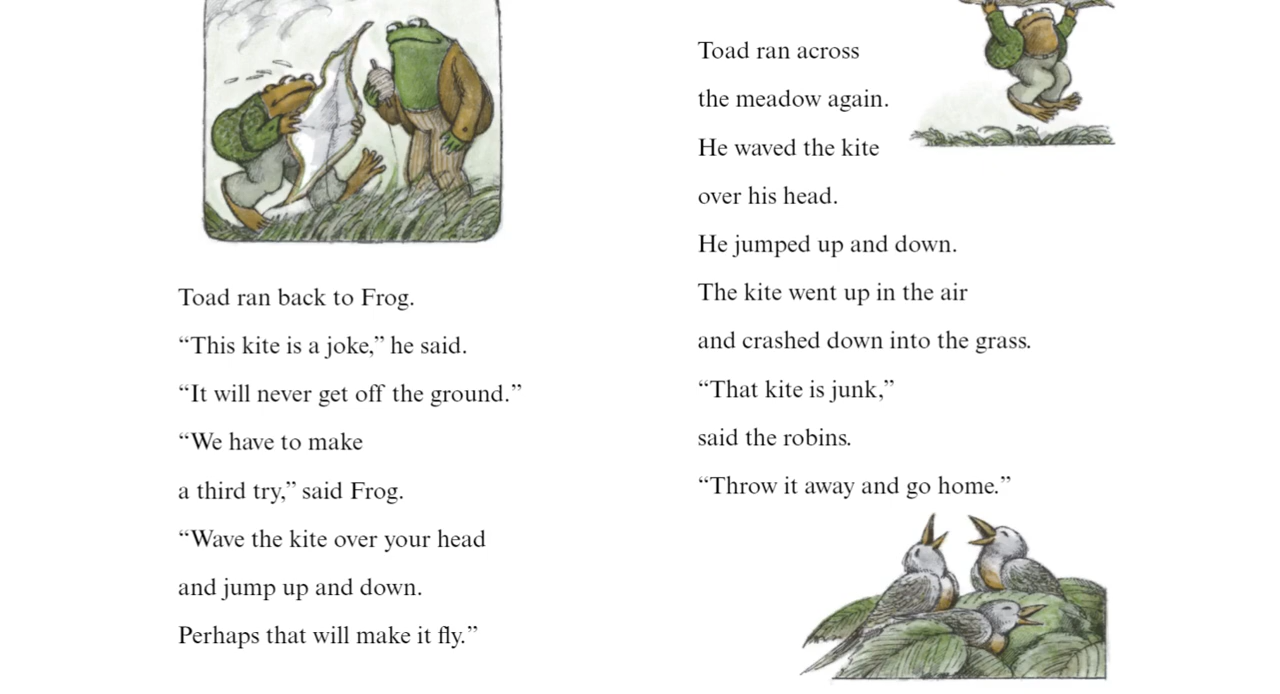 Toad ran back to Frog.
“This kite is a joke,” he said.
“It will never get off the ground.”
“We have to make
a third try,” said Frog.
“Wave the kite over your head
and jump up and down.
Perhaps that will make it fly.”
Toad ran across
the meadow again.
He waved the kite
over his head.
He jumped up and down.
The kite went up in the air
and crashed down into the grass.
“That kite is junk,”
said the robins.
“Throw it away and go home.”